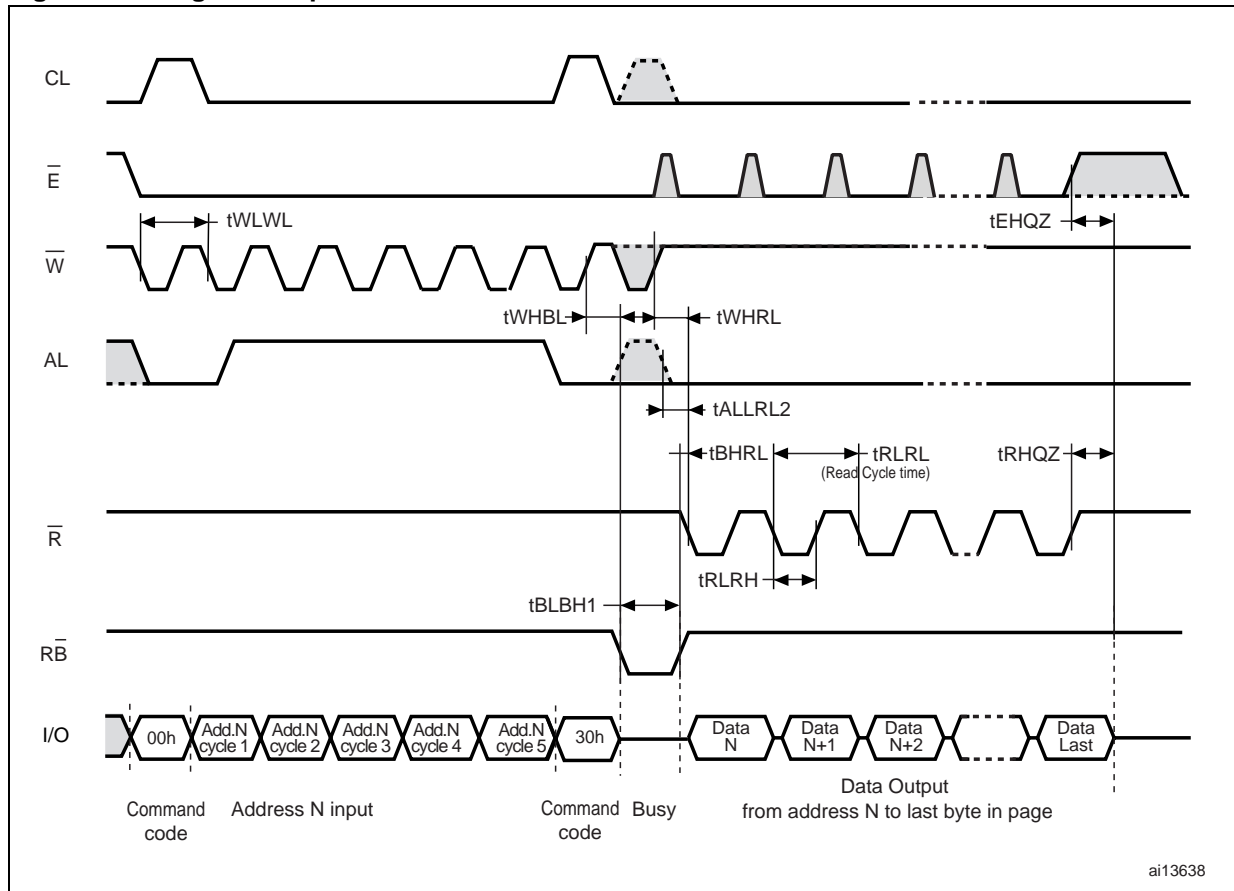 CL
E
tWLWL
tEHQZ
W
tWHBL
tWHRL
AL
tALLRL2
tBHRL
tRLRL
tRHQZ
(Read Cycle time)
R
tRLRH
tBLBH1
RB
I/O
00h
Add.N
cycle 1
Add.N
cycle 2
Add.N
cycle 3
Add.N
cycle 4
Add.N
cycle 5
30h
Data
N
Data
N+1
Data
N+2
Data
Last
Command
code
Address N input
Command
code
Busy
Data Output
from address N to last byte in page
ai13638